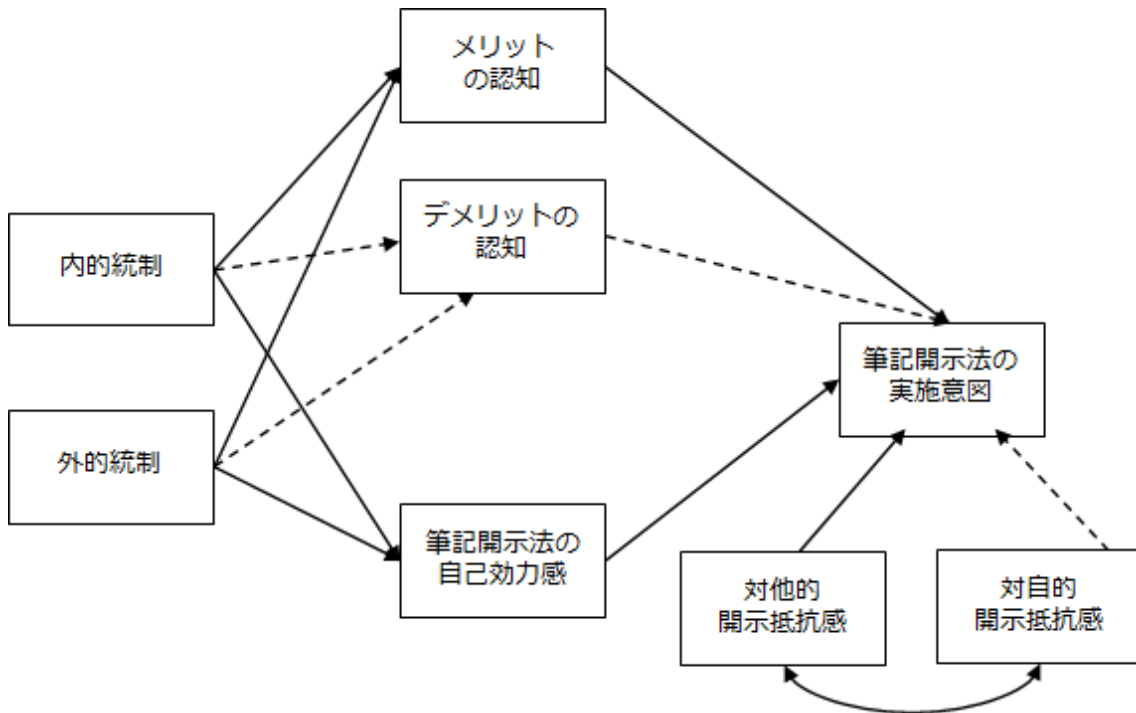 メリット
の認知
デメリットの
認知
内的統制
外的統制
筆記開示法の
実施意図
筆記開示法の
自己効力感
対他的
開示抵抗感
対自的
開示抵抗感